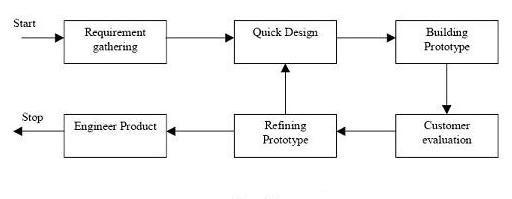 Start
Requirement
gathering
Quick Design
Building
Prototype
Stop
Engineer Product
Refining
Prototype
Customer
evaluation